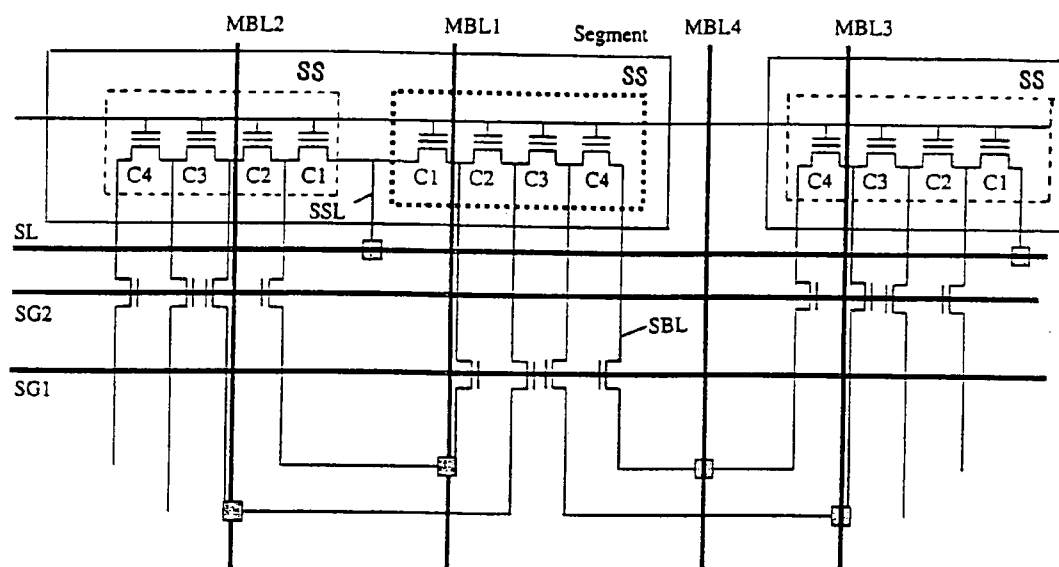 MBL2 MBL1 Segment MBL4 MBL3
SS SS SS
C4 C3 C2 C1 C1 C2 C3 C4 C4 C3 C2 C1
SSL
SL
SG2
SBL
SG1